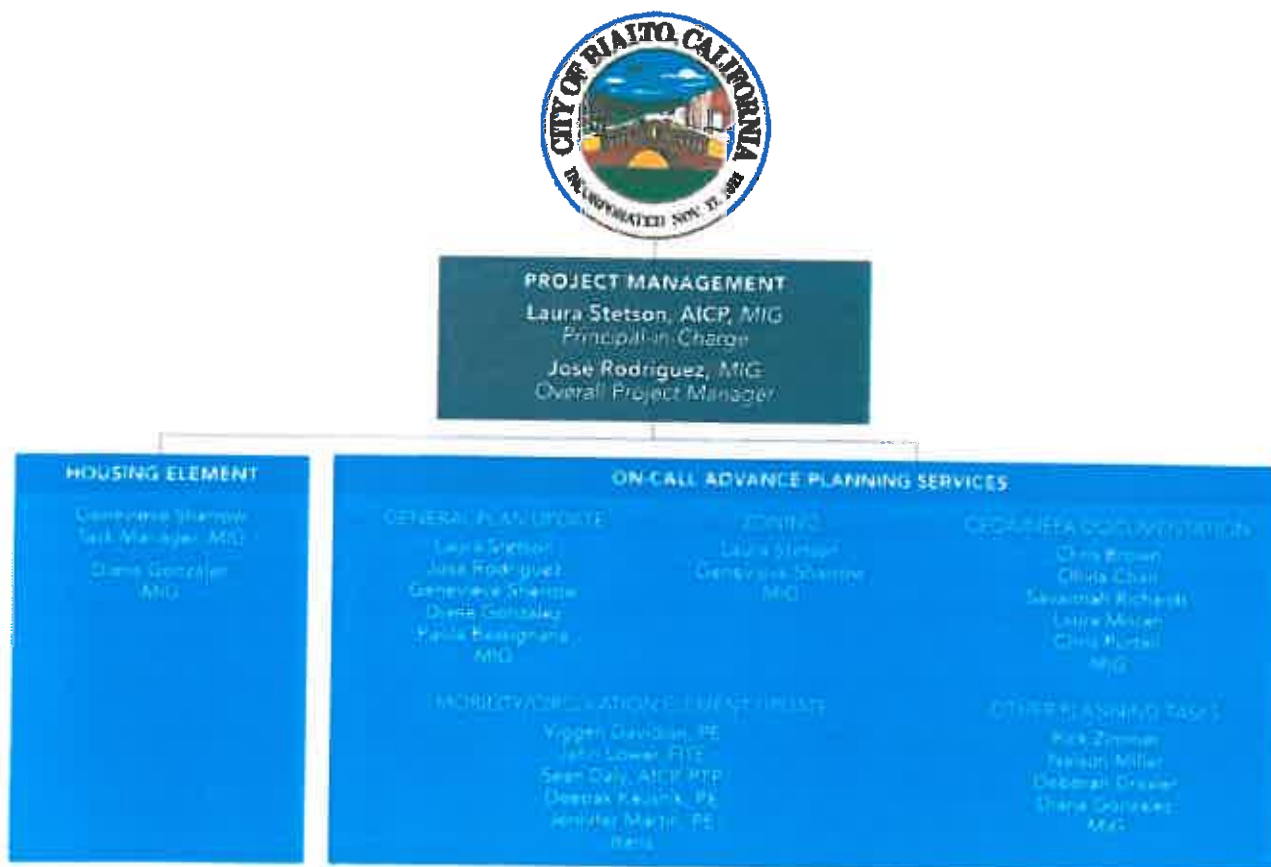 CITY OF RIALTO, CALIFORNIA
INCORPORATED NOV. 17, 1911
PROJECT MANAGEMENT
Laura Stetson, AICP, MIG
Principal-in-Charge
Jose Rodriguez, MIG
Overall Project Manager
HOUSING ELEMENT
Genevieve Sharrow
Task Manager, MIG
Diana Gonzalez
MIG
ON-CALL ADVANCE PLANNING SERVICES
GENERAL PLAN UPDATE
Laura Stetson
Jose Rodriguez
Genevieve Sharrow
Diana Gonzalez
MIG
ZONING
Laura Stetson
Genevieve Sharrow
MIG
CEQA/NEPA DOCUMENTATION
Chris Brown
Olivia Chan
Savannah Richards
Laura
Chris Purtell
MIG
MOBILITY/CIRCULATION ELEMENT UPDATE
Viggen Davidian, PE
John Lower
Sean Daly, AICP, PTP
Deepak Kaushik, PE
Jennifer Martin, PE
Iteris
OTHER PLANNING TASKS
Zimmer
Nelson Miller
Deborah
Diana Gonzalez
MIG